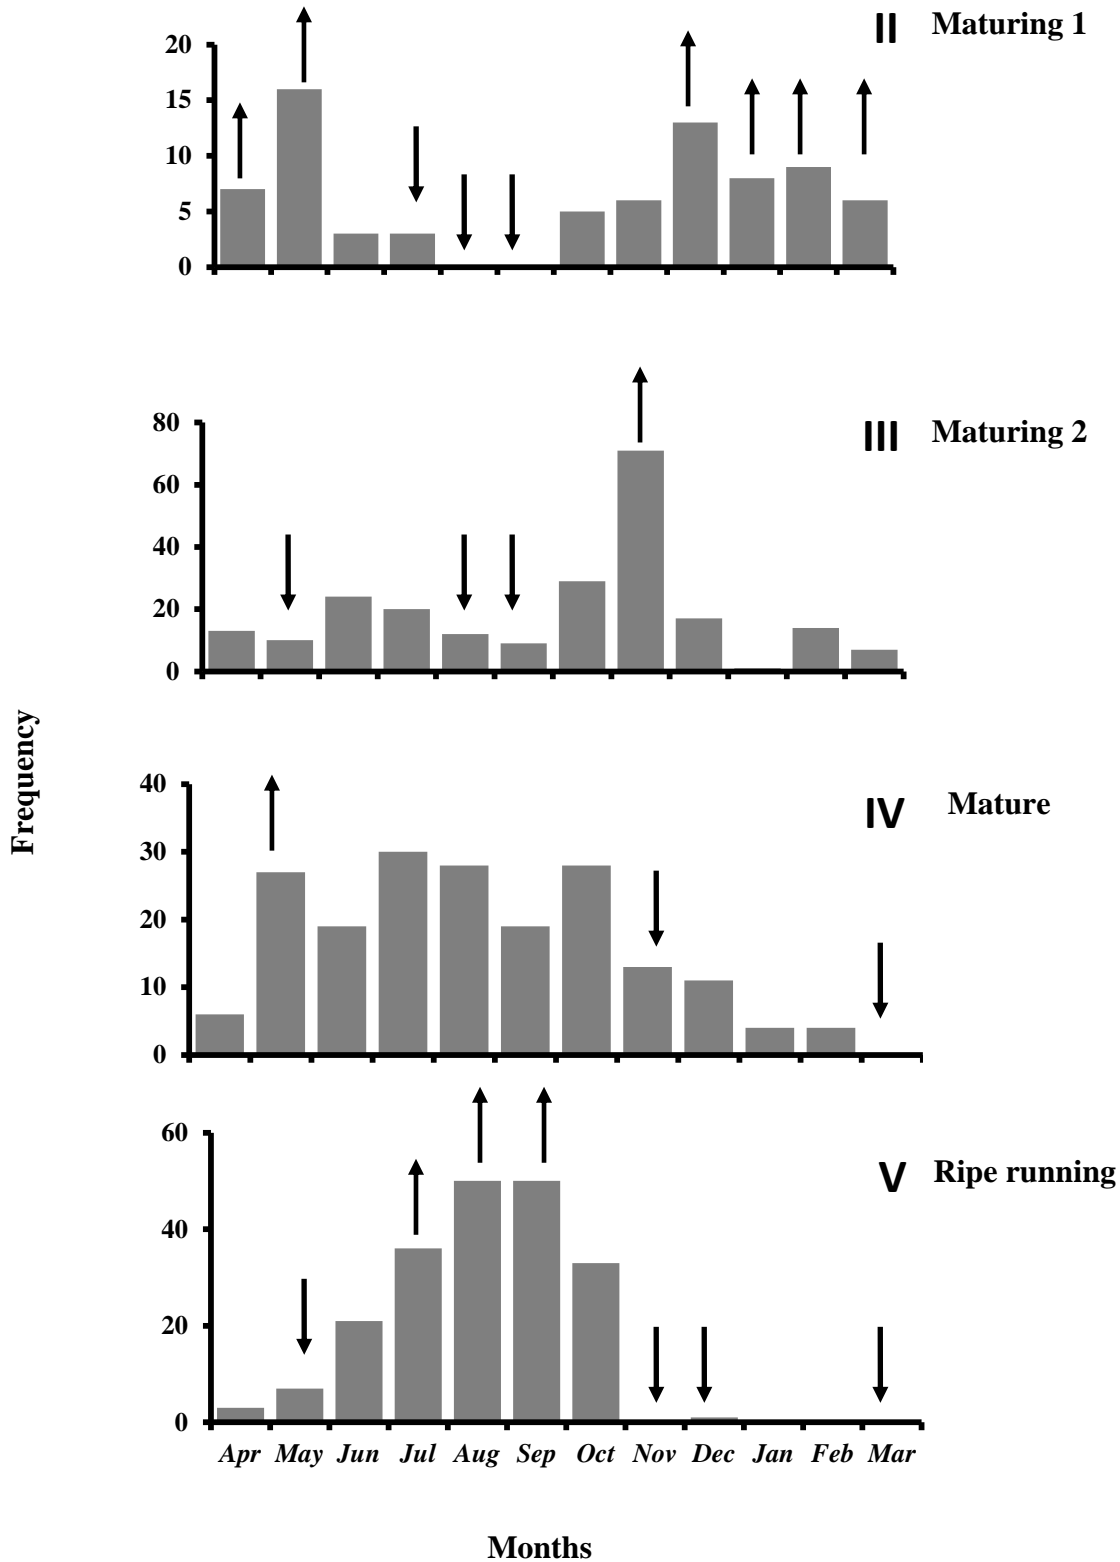 II Maturing 1
20
15
10
5
0
III Maturing 2
80
60
40
20
0
Frequency
IV Mature
40
30
20
10
0
V Ripe running
60
40
20
0
Apr May Jun Jul Aug Sep Oct Nov Dec Jan Feb Mar
Months